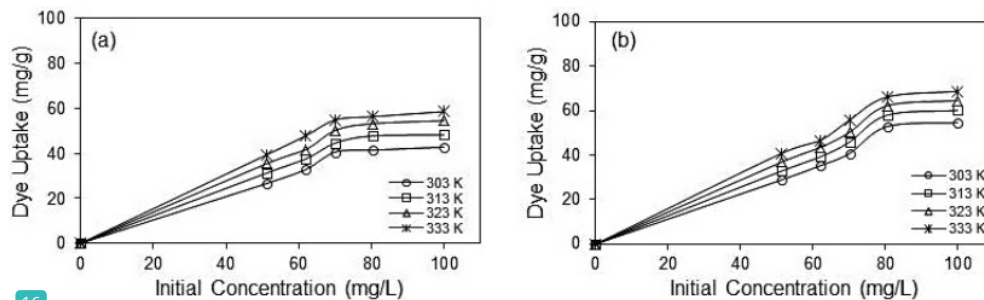 (a)
Dye Uptake (mg/g)
100
80
60
40
20
0
0 20 40 60 80 100
Initial Concentration (mg/L)
303 K
313 K
323 K
333 K
(b)
Dye Uptake (mg/g)
100
80
60
40
20
0
0 20 40 60 80 100
Initial Concentration (mg/L)
303 K
313 K
323 K
333 K